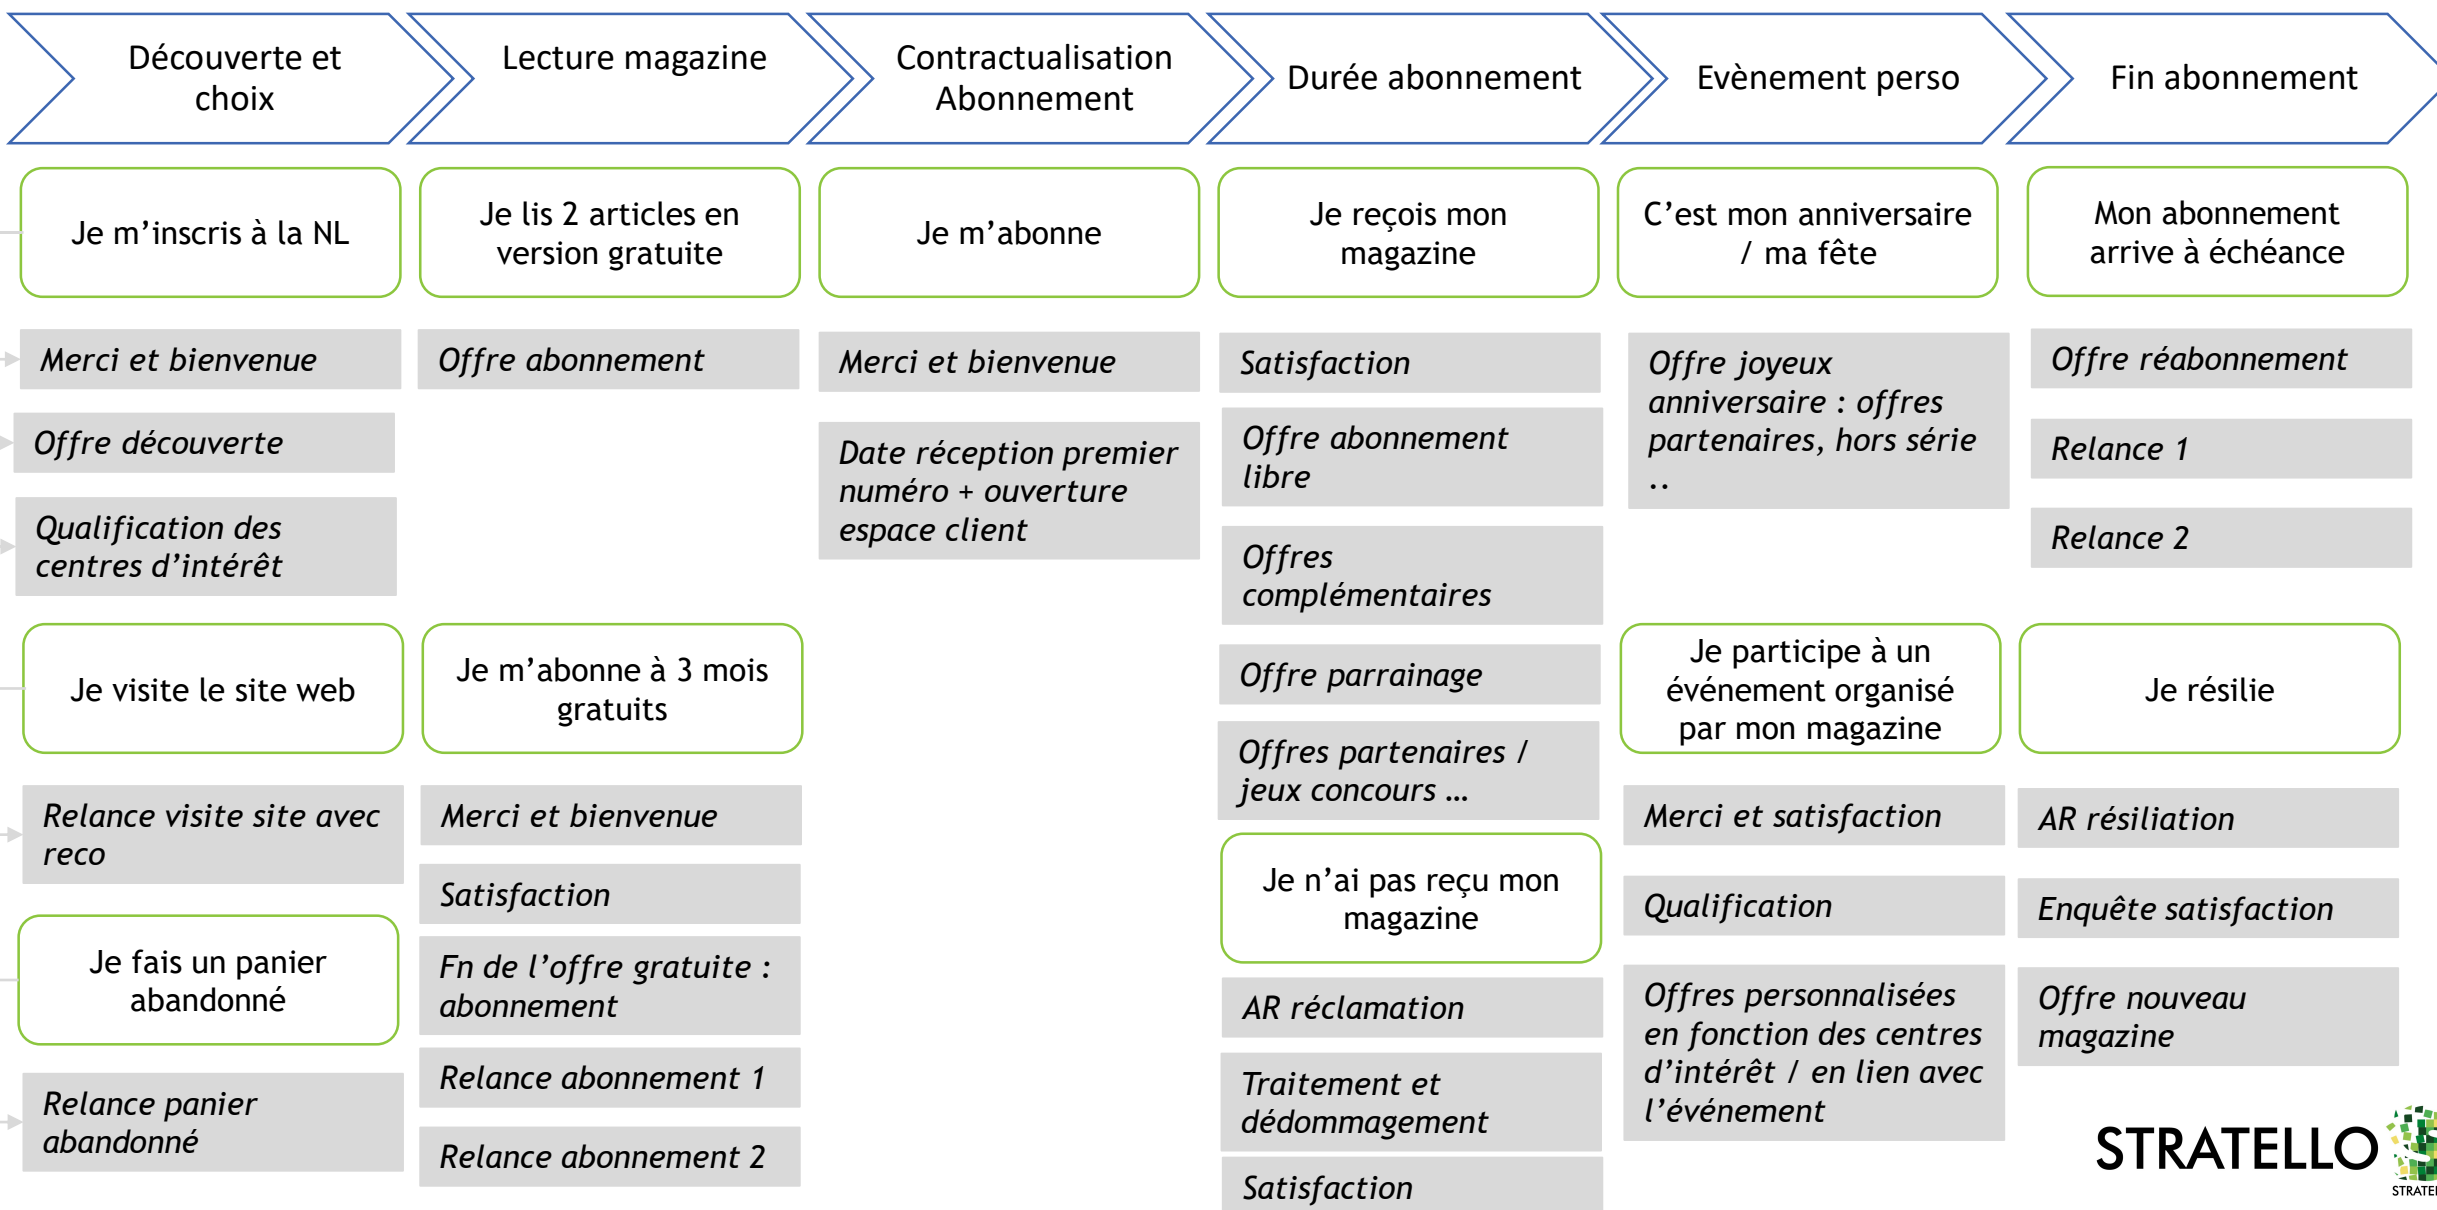 Découverte et
choix
Lecture magazine
Contractualisation
Abonnement
Durée abonnement
Evènement perso
Fin abonnement
Je m’inscris à la NL
Merci et bienvenue
Offre découverte
Qualification des
centres d’intérêt
Je visite le site web
Relance visite site avec
reco
Je fais un panier
abandonné
Relance panier
abandonné
Je lis 2 articles en
version gratuite
Offre abonnement
Je m’abonne à 3 mois
gratuits
Merci et bienvenue
Satisfaction
Fn de l’offre gratuite :
abonnement
Relance abonnement 1
Relance abonnement 2
Je m’abonne
Merci et bienvenue
Date réception premier
numéro + ouverture
espace client
Je reçois mon
magazine
Satisfaction
Offre abonnement
libre
Offres
complémentaires
Offre parrainage
Offres partenaires /
jeux concours …
Je n’ai pas reçu mon
magazine
AR réclamation
Traitement et
dédommagement
Satisfaction
C’est mon anniversaire
/ ma fête
Offre joyeux
anniversaire : offres
partenaires, hors série
..
Je participe à un
événement organisé
par mon magazine
Merci et satisfaction
Qualification
Offres personnalisées
en fonction des centres
d’intérêt / en lien avec
l’événement
Mon abonnement
arrive à échéance
Offre réabonnement
Relance 1
Relance 2
Je résilie
AR résiliation
Enquête satisfaction
Offre nouveau
magazine
STRATELLO